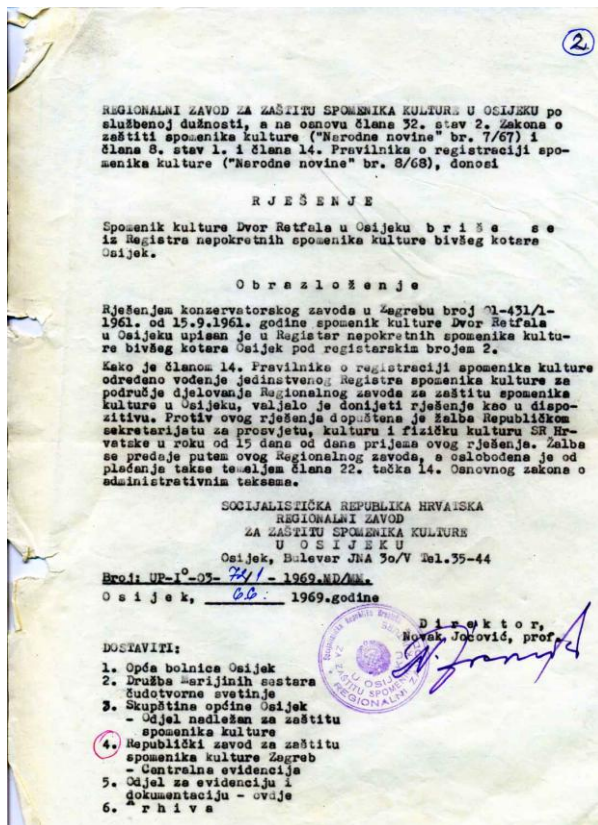 2
REGIONALNI ZAVOD ZA ZAŠTITU SPOMENIKA KULTURE U OSIJEKU po
službenoj dužnosti, a na osnovu člana 32. stav 2. Zakona o
zaštiti spomenika kulture ("Narodne novine" br. 7/67) i
člana 8. stav 1. i člana 14. Pravilnika o registraciji spo-
menika kulture ("Narodne novine" br. 8/68), donosi
R J E Š E N J E
Spomenik kulture Dvor Retfala u Osijeku b r i š e s e
iz Registra nepokretnih spomenika kulture bivšeg kotara
Osijek.
O b r a z l o ž e n j e
Rješenjem konzervatorskog zavoda u Zagrebu broj 01-431/1-
1961. od 15.9.1961. godine spomenik kulture Dvor Retfala
u Osijeku upisan je u Registar nepokretnih spomenika kultu-
re bivšeg kotara Osijek pod registarskim brojem 2.
Kako je članom 14. Pravilnika o registraciji spomenika kulture
određeno vođenje jedinstvenog Registra spomenika kulture za
područje djelovanja Regionalnog zavoda za zaštitu spomenika
kulture u Osijeku, valjalo je donijeti rješenje kao u dispo-
zitivu. Protiv ovog rješenja dopuštena je žalba Republičkom
sekretarijatu za prosvjetu, kulturu i fizičku kulturu SR Hr-
vatske u roku od 15 dana od dana prijema ovog rješenja. Žalba
se predaje putem ovog Regionalnog zavoda, a oslobođena je od
plaćanja takse temeljem člana 22. tačka 14. Osnovnog zakona o
administrativnim taksama.
SOCIJALISTIČKA REPUBLIKA HRVATSKA
REGIONALNI ZAVOD
ZA ZAŠTITU SPOMENIKA KULTURE
U O S I J E K U
Osijek, Bulevar JNA 3o/V Tel.35-44
Broj: UP-I°-03- 72/1 - 1969.MD/MM.
O s i j e k, 6.6. 1969.godine
D i r e k t o r,
Novak Jocović, prof.
DOSTAVITI:
1. Opća bolnica Osijek
2. Družba Marijinih sestara
čudotvorne svetinje
3. Skupština općine Osijek
- Odjel nadležan za zaštitu
spomenika kulture
4. Republički zavod za zaštitu
spomenika kulture Zagreb
- Centralna evidencija
5. Odjel za evidenciju i
dokumentaciju - ovdje
6. A r h i v a